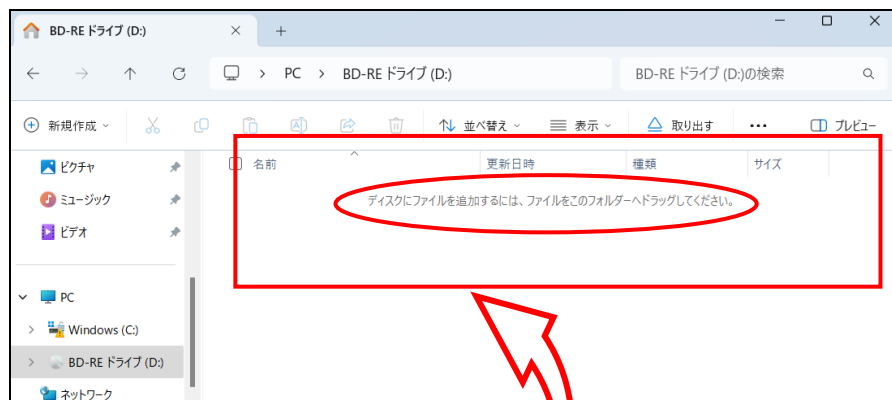 BD-RE ドライブ (D:)
PC > BD-RE ドライブ (D:)
BD-RE ドライブ (D:)の検索
新規作成
並べ替え
表示
取り出す
プレビュー
名前
更新日時
種類
サイズ
ディスクにファイルを追加するには、ファイルをこのフォルダーへドラッグしてください。
ピクチャ
ミュージック
ビデオ
PC
Windows (C:)
BD-RE ドライブ (D:)
ネットワーク